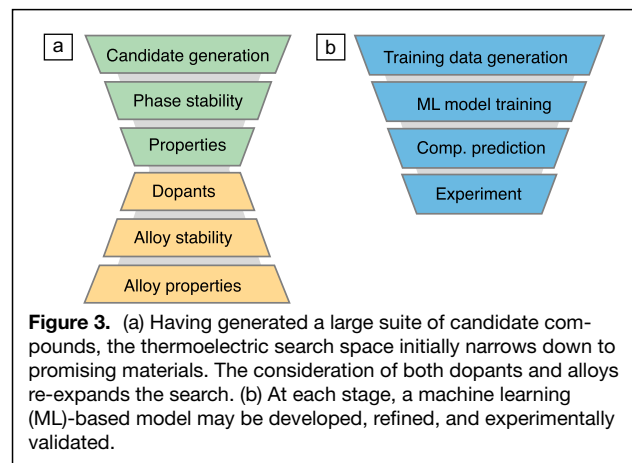 a
Candidate generation
Phase stability
Properties
Dopants
Alloy stability
Alloy properties
b
Training data generation
ML model training
Comp. prediction
Experiment
Figure 3. (a) Having generated a large suite of candidate com-
pounds, the thermoelectric search space initially narrows down to
promising materials. The consideration of both dopants and alloys
re-expands the search. (b) At each stage, a machine learning
(ML)-based model may be developed, refined, and experimentally
validated.